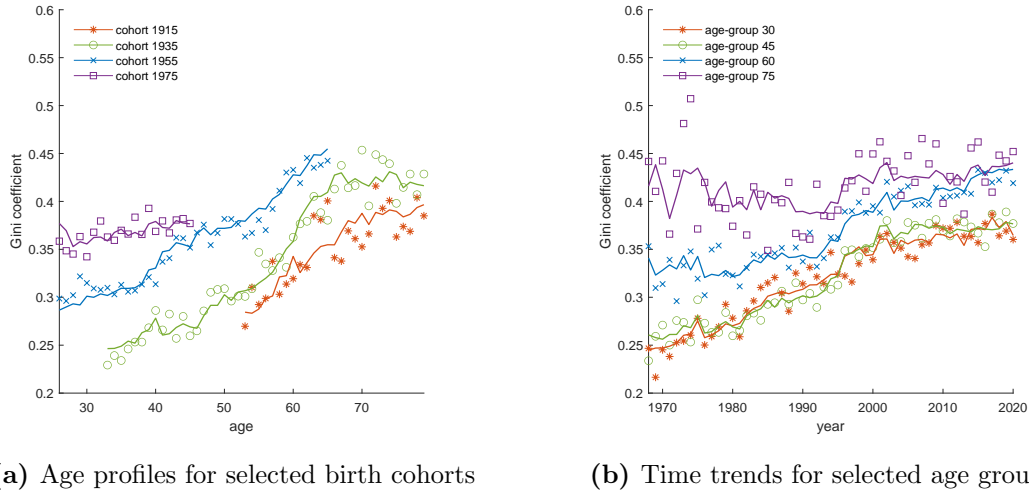 0.6
0.55
0.5
0.45
0.4
0.35
0.3
0.25
0.2
Gini coefficient
cohort 1915
cohort 1935
cohort 1955
cohort 1975
30 40 50 60 70
age
0.6
0.55
0.5
0.45
0.4
0.35
0.3
0.25
0.2
Gini coefficient
age-group 30
age-group 45
age-group 60
age-group 75
1970 1980 1990 2000 2010 2020
year
a) Age profiles for selected birth cohorts
(b) Time trends for selected age grou